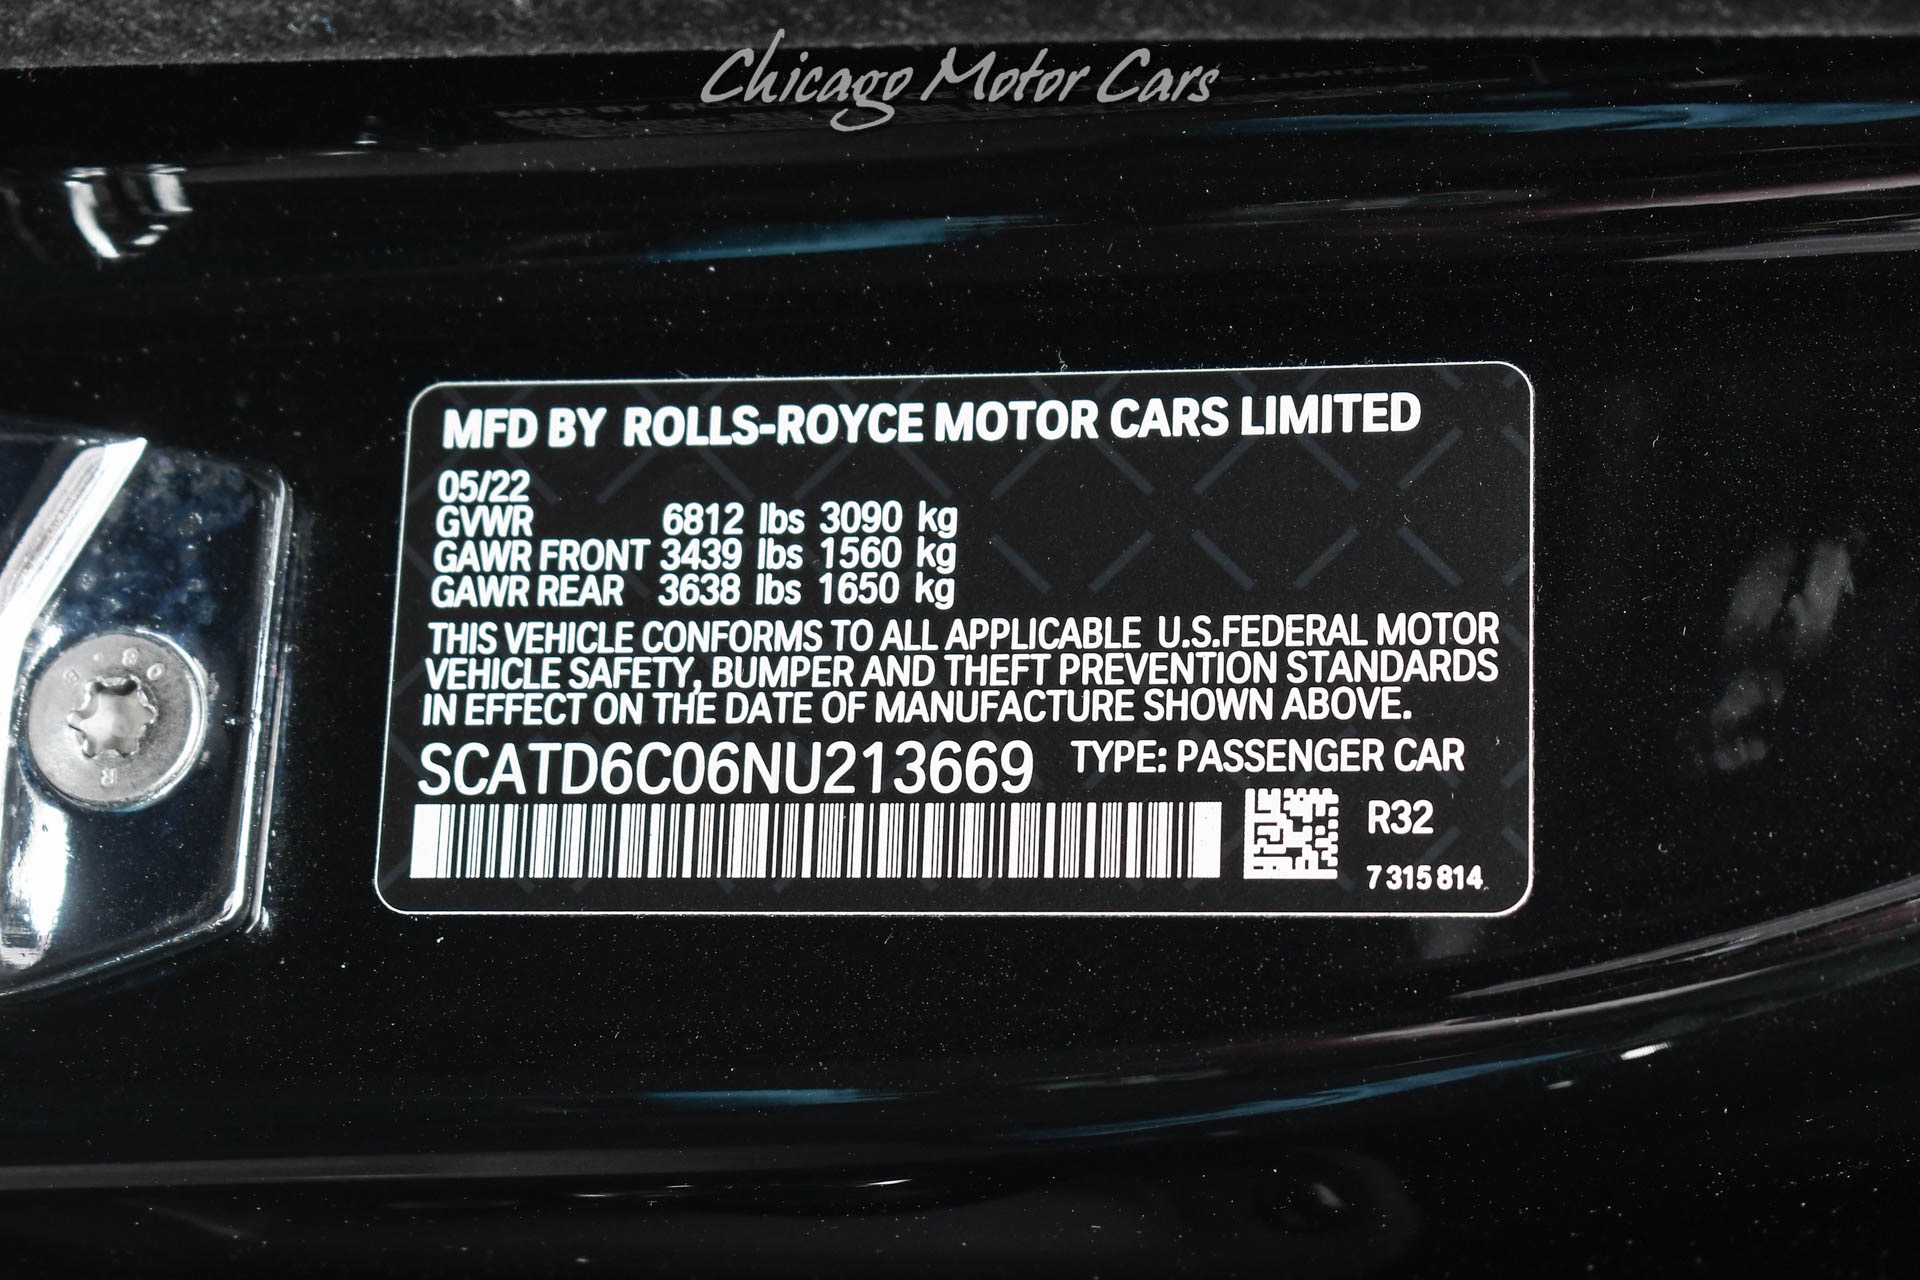 Chicago Motor Cars
MFD BY ROLLS-ROYCE MOTOR CARS LIMITED
05/22
GVWR 6812 lbs 3090 kg
GAWR FRONT 3439 lbs 1560 kg
GAWR REAR 3638 lbs 1650 kg
THIS VEHICLE CONFORMS TO ALL APPLICABLE U.S.FEDERAL MOTOR
VEHICLE SAFETY, BUMPER AND THEFT PREVENTION STANDARDS
IN EFFECT ON THE DATE OF MANUFACTURE SHOWN ABOVE.
SCATD6C06NU213669 TYPE: PASSENGER CAR
R32
7 315 814